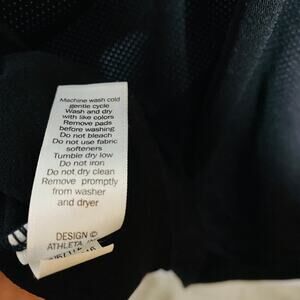 Machine wash cold
gentle cycle
Wash and dry
with like colors
Remove pads
before washing
Do not bleach
Do not use fabric
softeners
Tumble dry low
Do not iron
Do not dry clean
Remove promptly
from washer
and dryer
DESIGN ©
ATHLETA